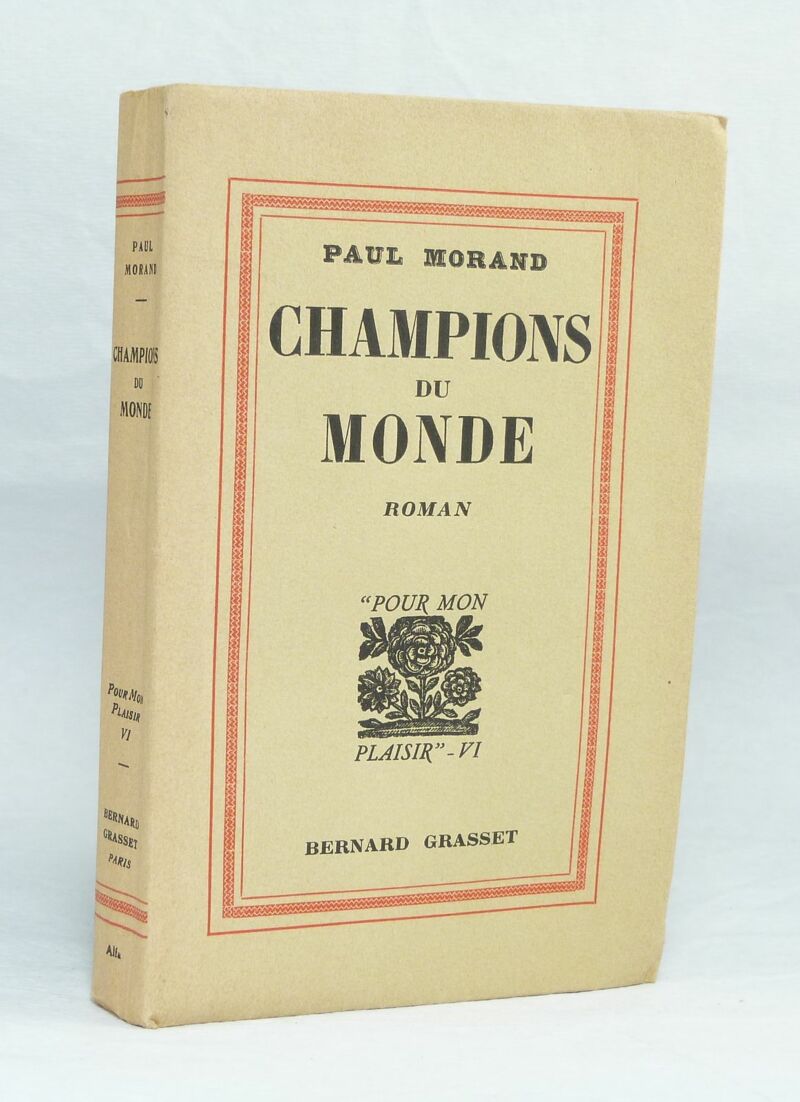 PAUL
MORAND
CHAMPIONS
DU
MONDE
POUR MON
PLAISIR
VI
BERNARD
GRASSET
PARIS
Alfa
PAUL MORAND
CHAMPIONS
DU
MONDE
ROMAN
“POUR MON
PLAISIR” - VI
BERNARD GRASSET